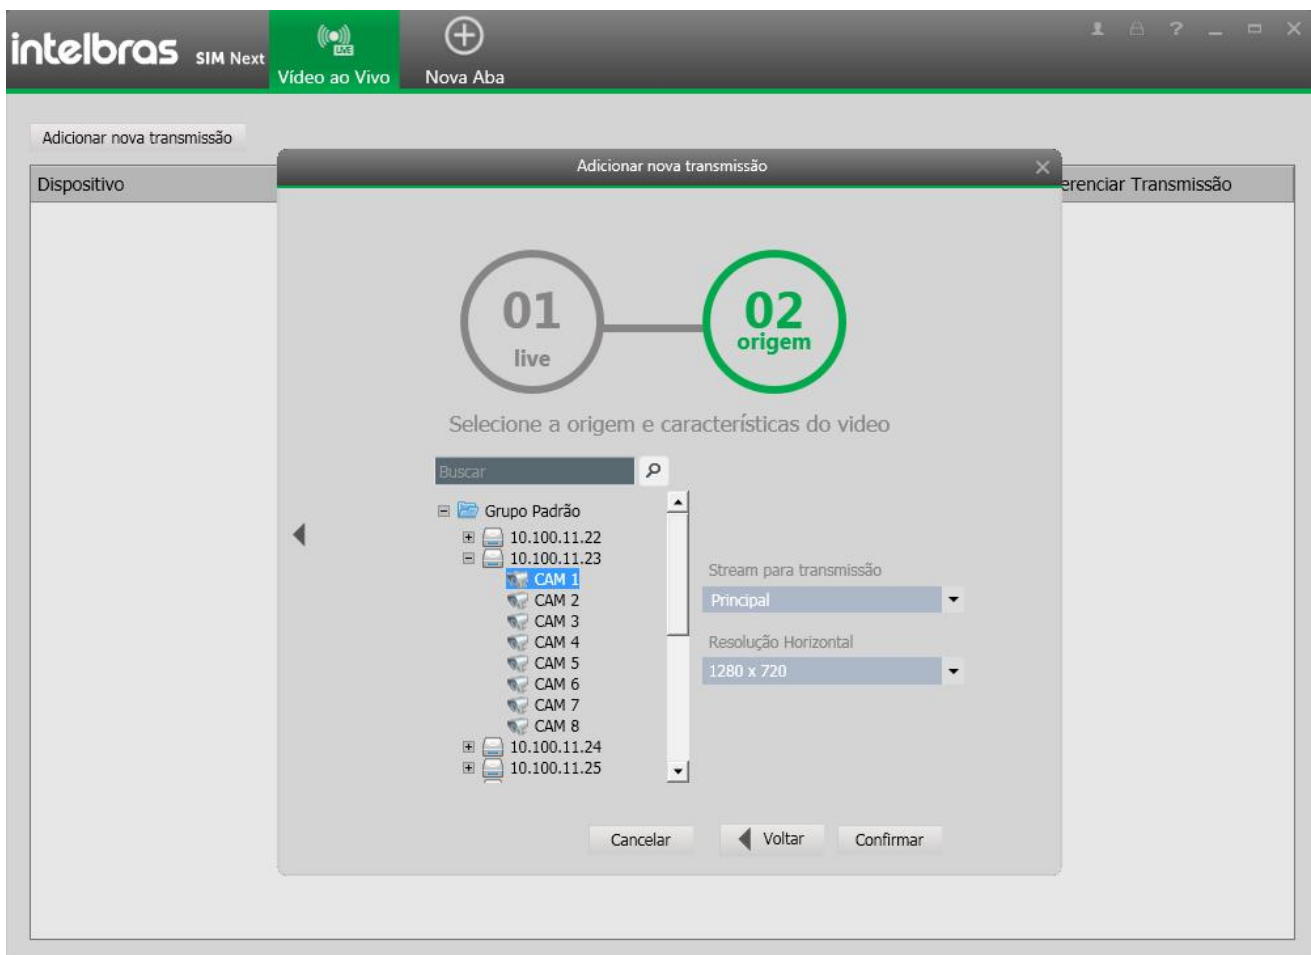 intelbras SIM Next
Vídeo ao Vivo
Nova Aba
LIVE
?
Adicionar nova transmissão
Adicionar nova transmissão
Dispositivo
erenciar Transmissão
01
live
02
origem
Selecione a origem e características do video
Buscar
Grupo Padrão
10.100.11.22
10.100.11.23
CAM 1
CAM 2
CAM 3
CAM 4
CAM 5
CAM 6
CAM 7
CAM 8
10.100.11.24
10.100.11.25
Stream para transmissão
Principal
Resolução Horizontal
1280 x 720
Cancelar
Voltar
Confirmar